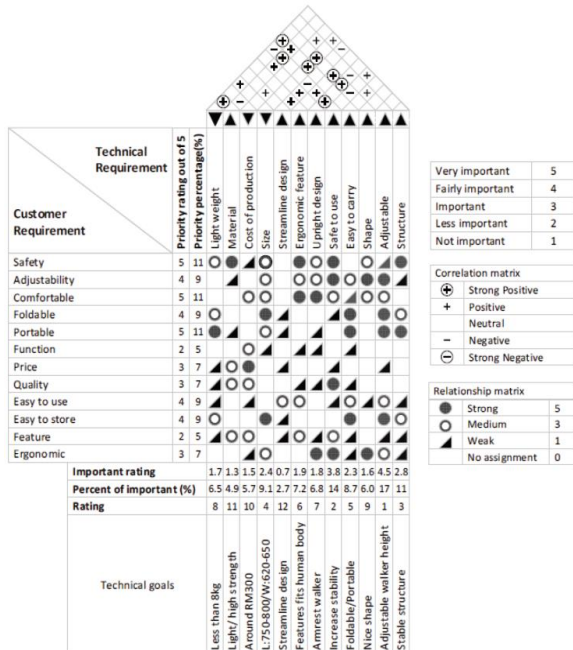 Technical
Requirement
Customer
Requirement
Priority rating out of 5
Priority percentage(%)
Light weight
Material
Cost of production
Size
Streamline design
Ergonomic feature
Upright design
Safe to use
Easy to carry
Shape
Adjustable
Structure
Safety 5 11
Adjustability 4 9
Comfortable 5 11
Foldable 4 9
Portable 5 11
Function 2 5
Price 3 7
Quality 3 7
Easy to use 4 9
Easy to store 4 9
Feature 2 5
Ergonomic 3 7
Important rating 1.7 1.3 1.5 2.4 0.7 1.9 1.8 3.8 2.3 1.6 4.5 2.8
Percent of important (%) 6.5 4.9 5.7 9.1 2.7 7.2 6.8 14 8.7 6.0 17 11
Rating 8 11 10 4 12 6 7 2 5 9 1 3
Technical goals
Less than 8kg
Light/ high strength
Around RM300
L:750-800/W:620-650
Streamline design
Features fits human body
Armrest walker
Increase stability
Foldable/Portable
Nice shape
Adjustable walker height
Stable structure
Very important 5
Fairly important 4
Important 3
Less important 2
Not important 1
Correlation matrix
Strong Positive
+ Positive
Neutral
− Negative
Strong Negative
Relationship matrix
Strong 5
Medium 3
Weak 1
No assignment 0